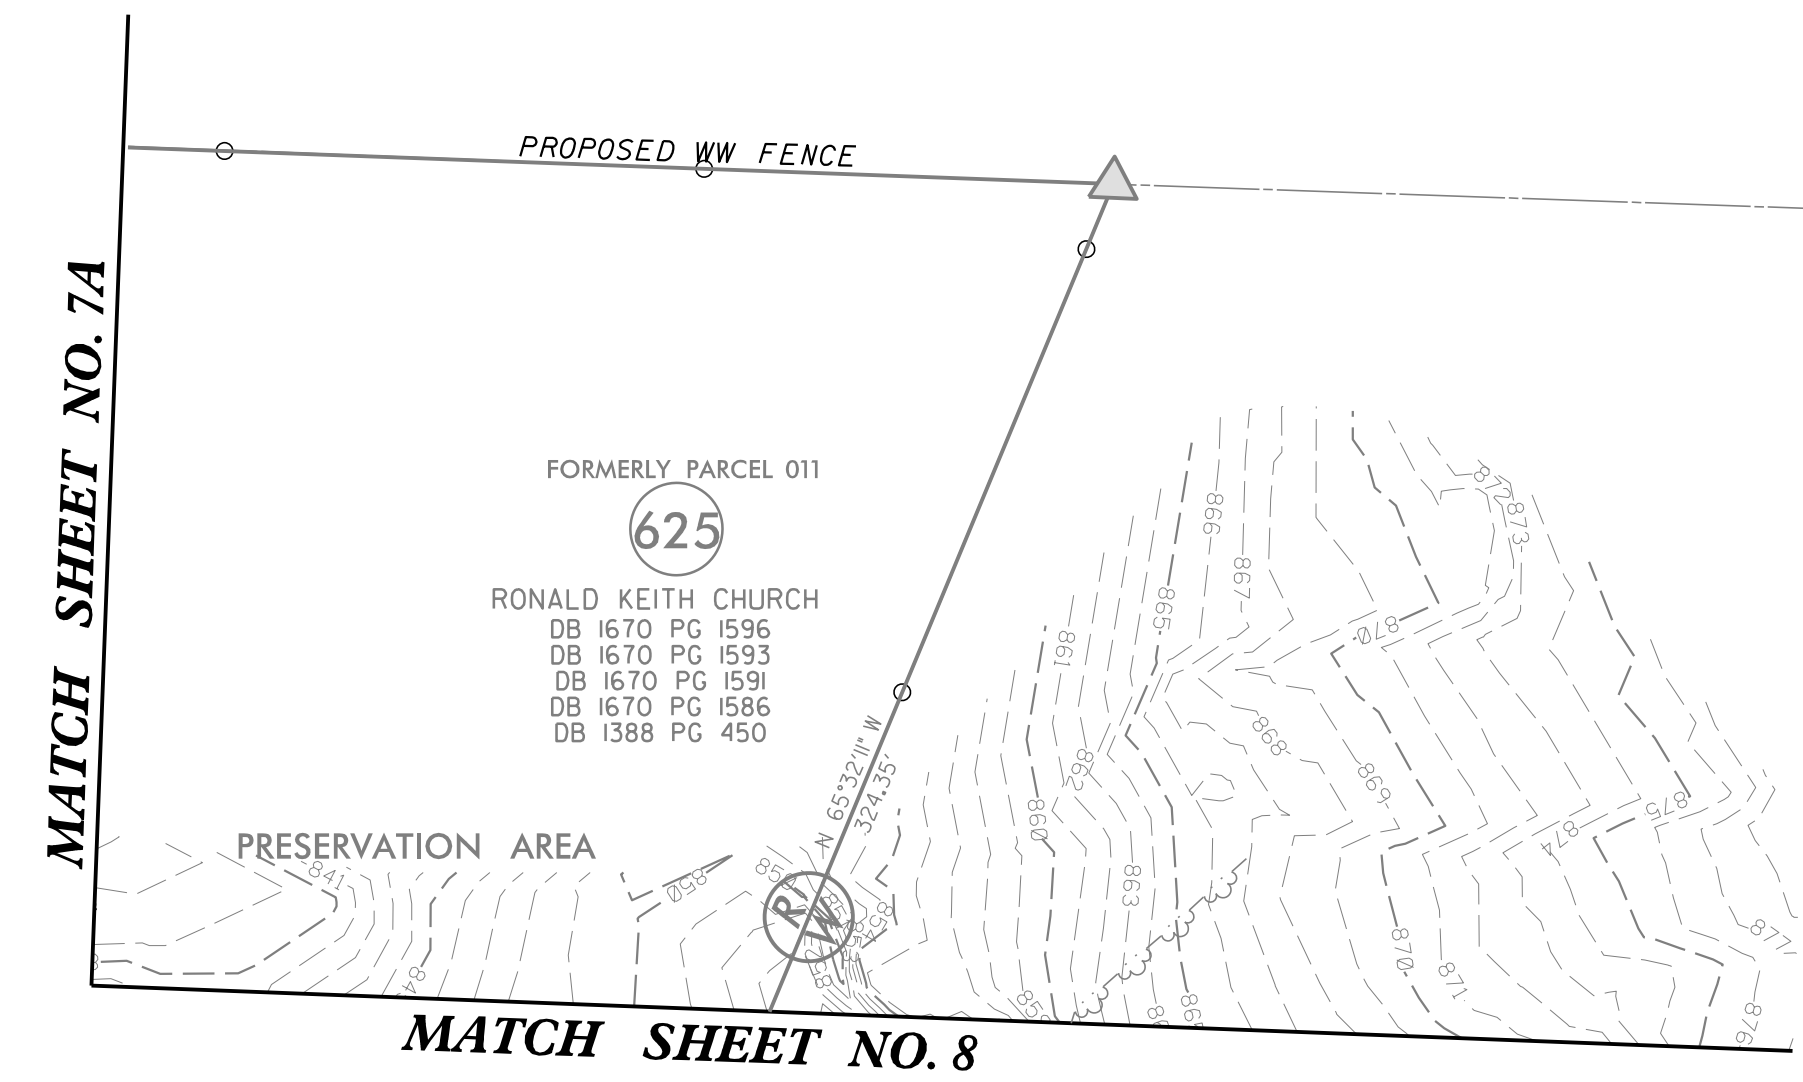 PROPOSED WW FENCE
MATCH SHEET NO. 7A
FORMERLY PARCEL 011
625
RONALD KEITH CHURCH
DB 1670 PG 1596
DB 1670 PG 1593
DB 1670 PG 1591
DB 1670 PG 1586
DB 1388 PG 450
N 65°32'11" W
324.35'
PRESERVATION AREA
R
W
841
850
850
854
860
861
862
863
865
866
867
868
869
870
870
871
872
873
874
875
876
877
MATCH SHEET NO. 8